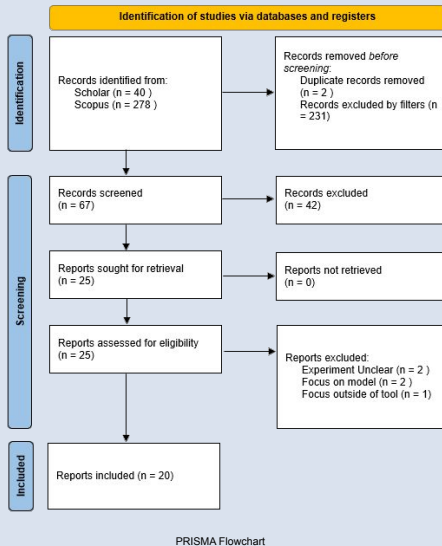 Identification of studies via databases and registers
Identification
Records identified from:
Scholar (n = 40 )
Scopus (n = 278 )
Records removed before
screening:
Duplicate records removed
(n = 2 )
Records excluded by filters (n
= 231)
Screening
Records screened
(n = 67)
Records excluded
(n = 42)
Reports sought for retrieval
(n = 25)
Reports not retrieved
(n = 0)
Reports assessed for eligibility
(n = 25)
Reports excluded:
Experiment Unclear (n = 2 )
Focus on model (n = 2 )
Focus outside of tool (n = 1)
Included
Reports included (n = 20)
PRISMA Flowchart